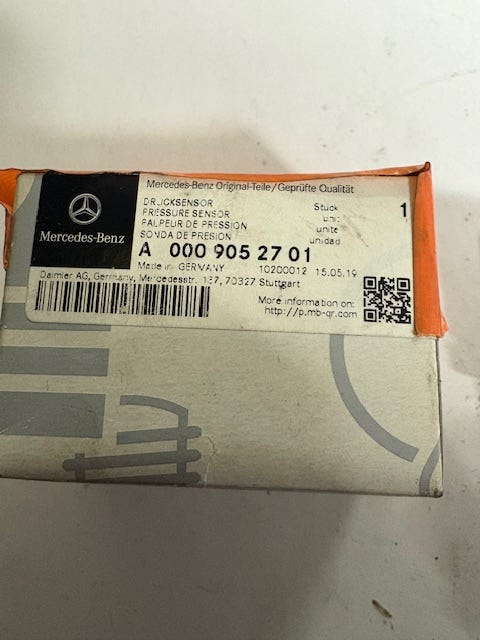 Mercedes-Benz Original-Teile/Geprüfte Qualität
DRUCKSENSOR Stück 1
PRESSURE SENSOR unit
PALPEUR DE PRESSION unite
SONDA DE PRESION unidad
Mercedes-Benz
A 000 905 27 01
Made in GERMANY 10200012 15.05.19
Daimler AG, Germany, Mercedesstr. 137, 70327 Stuttgart
More information on:
http://p.mb-qr.com